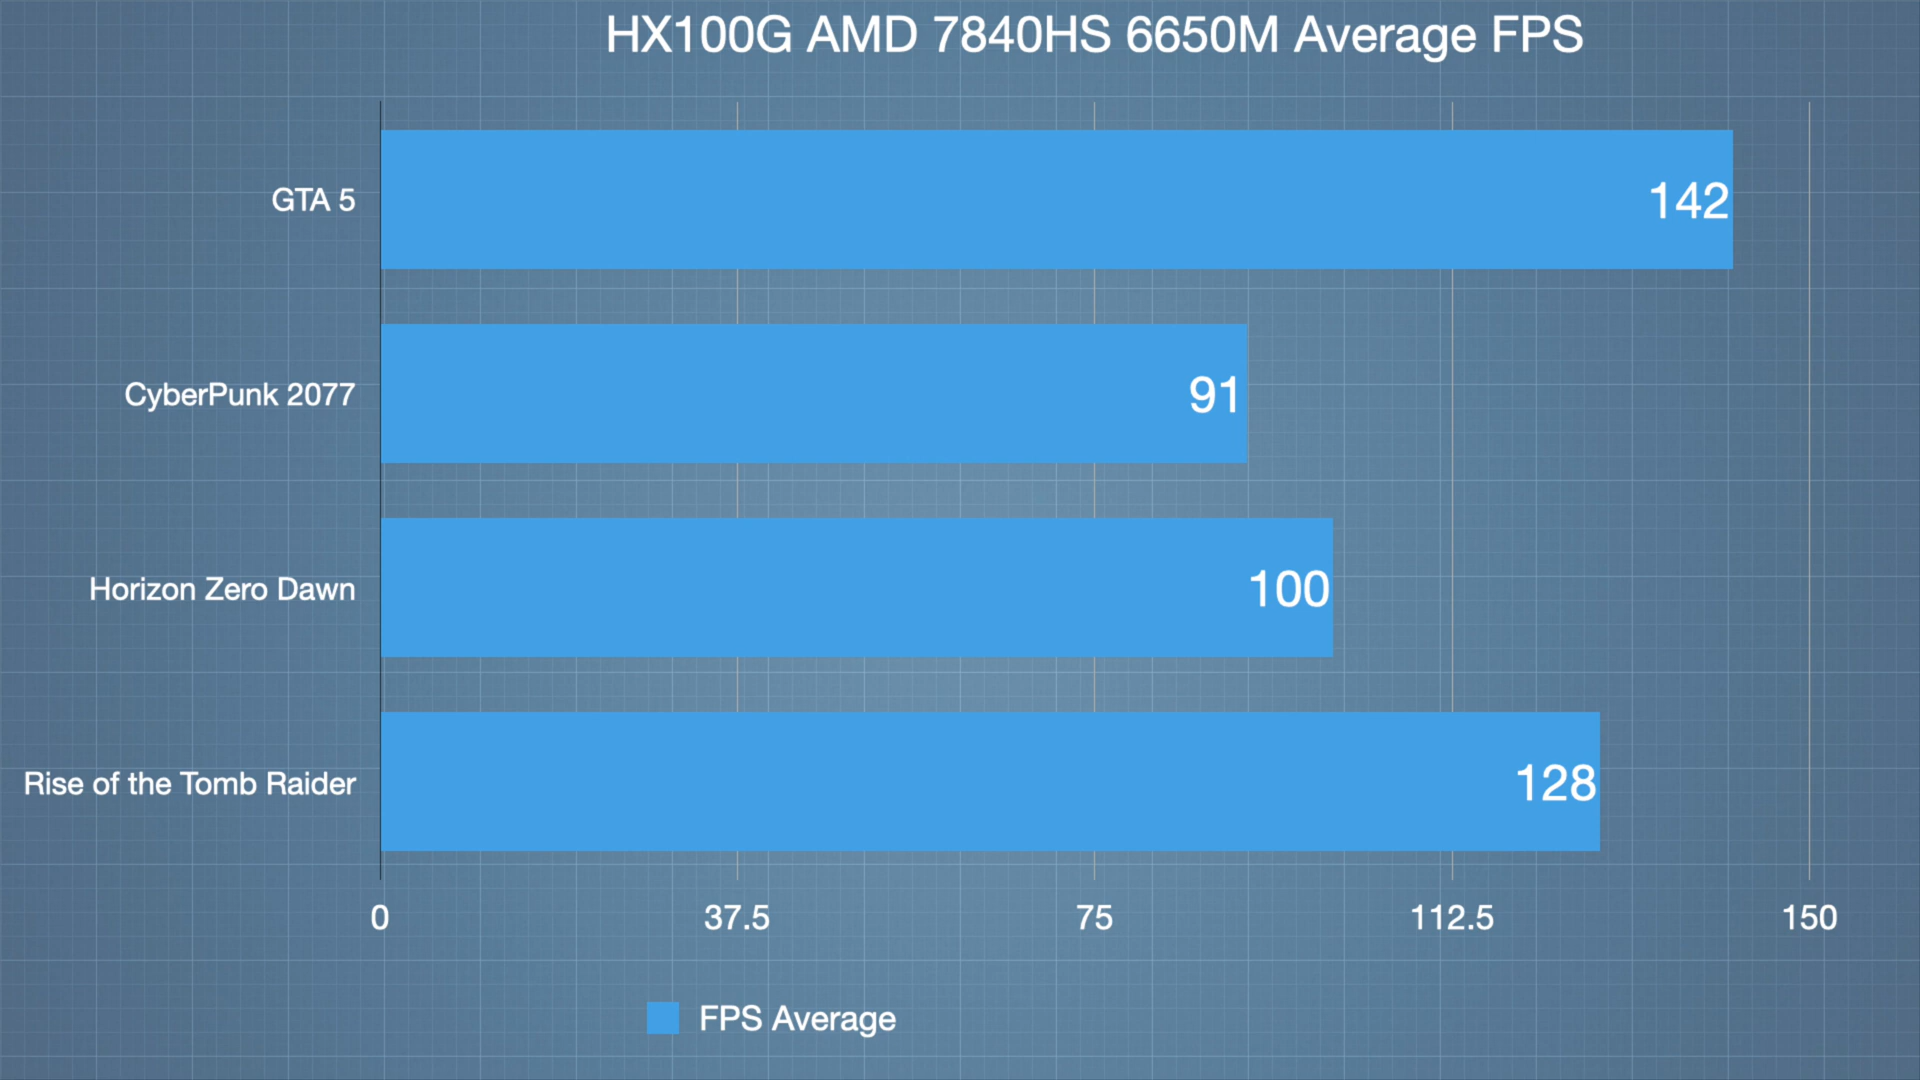 HX100G AMD 7840HS 6650M Average FPS
GTA 5
142
CyberPunk 2077
91
Horizon Zero Dawn
100
Rise of the Tomb Raider
128
0 37.5 75 112.5 150
FPS Average